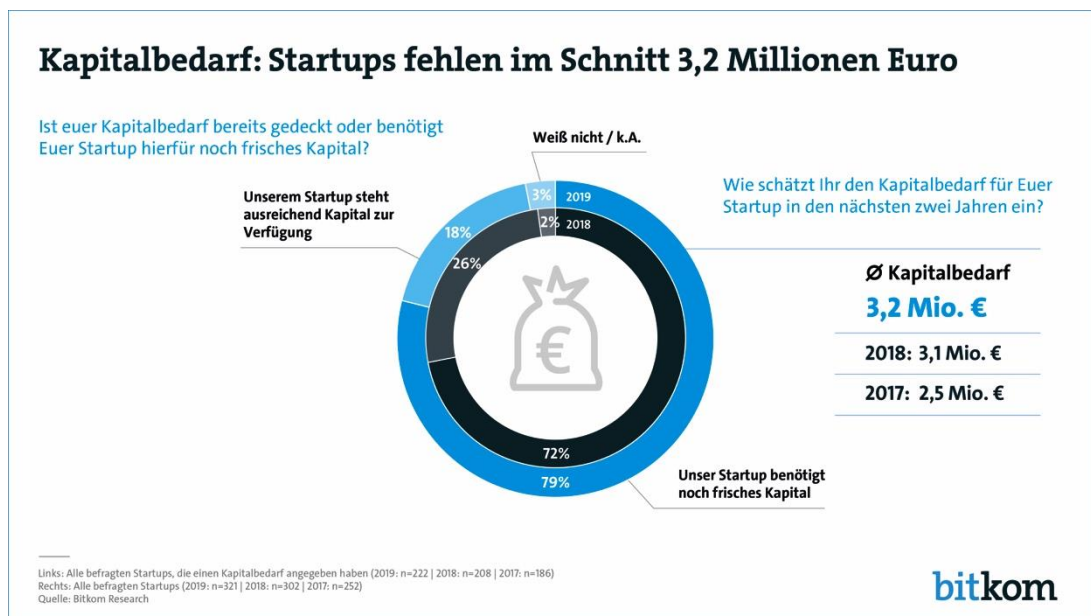 Kapitalbedarf: Startups fehlen im Schnitt 3,2 Millionen Euro
Ist euer Kapitalbedarf bereits gedeckt oder benötigt
Euer Startup hierfür noch frisches Kapital?
Weiß nicht / k.A.
Unserem Startup steht
ausreichend Kapital zur
Verfügung
3%
2019
2%
2018
18%
26%
€
72%
79%
Unser Startup benötigt
noch frisches Kapital
Wie schätzt Ihr den Kapitalbedarf für Euer
Startup in den nächsten zwei Jahren ein?
Ø Kapitalbedarf
3,2 Mio. €
2018: 3,1 Mio. €
2017: 2,5 Mio. €
Links: Alle befragten Startups, die einen Kapitalbedarf angegeben haben (2019: n=222 | 2018: n=208 | 2017: n=186)
Rechts: Alle befragten Startups (2019: n=321 | 2018: n=302 | 2017: n=252)
Quelle: Bitkom Research
bitkom